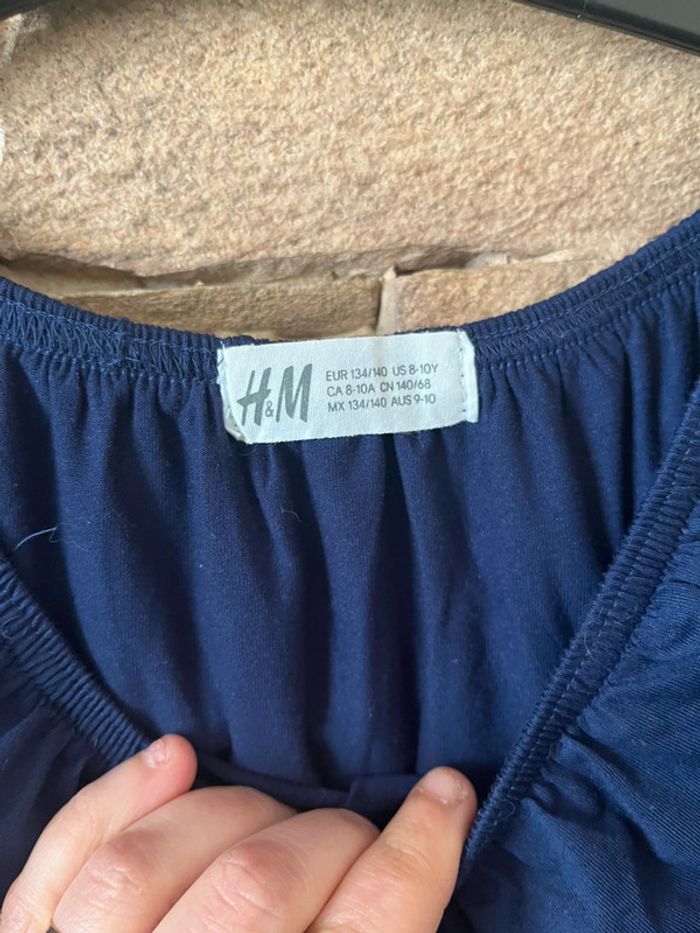 H&M
EUR 134/140 US 8-10Y
CA 8-10A CN 140/68
MX 134/140 AUS 9-10